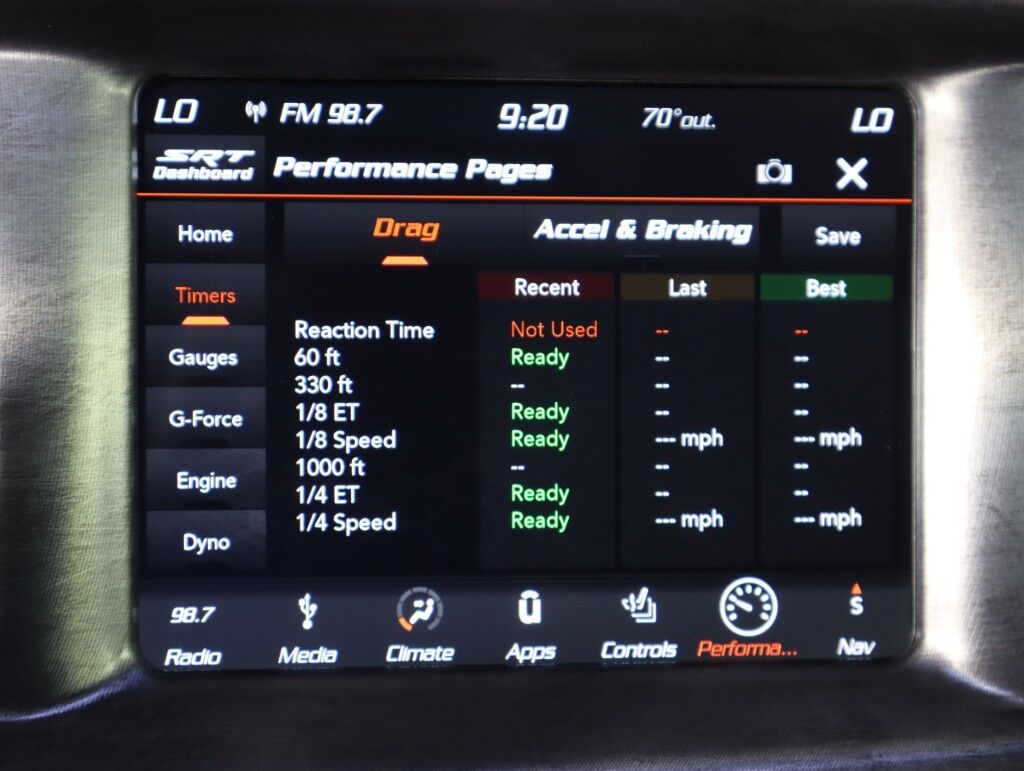 LO FM 98.7 9:20 70° out. LO
SRT Dashboard Performance Pages
Home Drag Accel & Braking Save
Timers Recent Last Best
Reaction Time Not Used -- --
60 ft Ready -- --
Gauges
330 ft -- -- --
1/8 ET Ready -- --
G-Force
1/8 Speed Ready --- mph --- mph
1000 ft -- -- --
Engine
1/4 ET Ready -- --
1/4 Speed Ready --- mph --- mph
Dyno
98.7 S
Radio Media Climate Apps Controls Performa... Nav